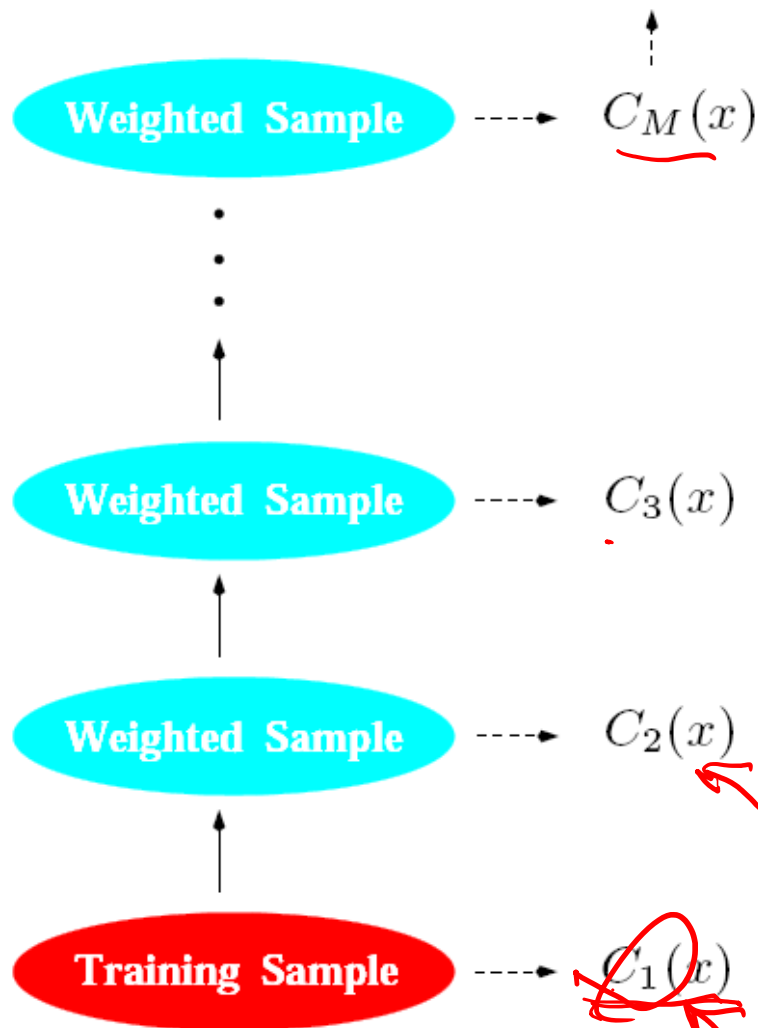 Weighted Sample C_M(x)
Weighted Sample C_3(x)
Weighted Sample C_2(x)
Training Sample C_1(x)